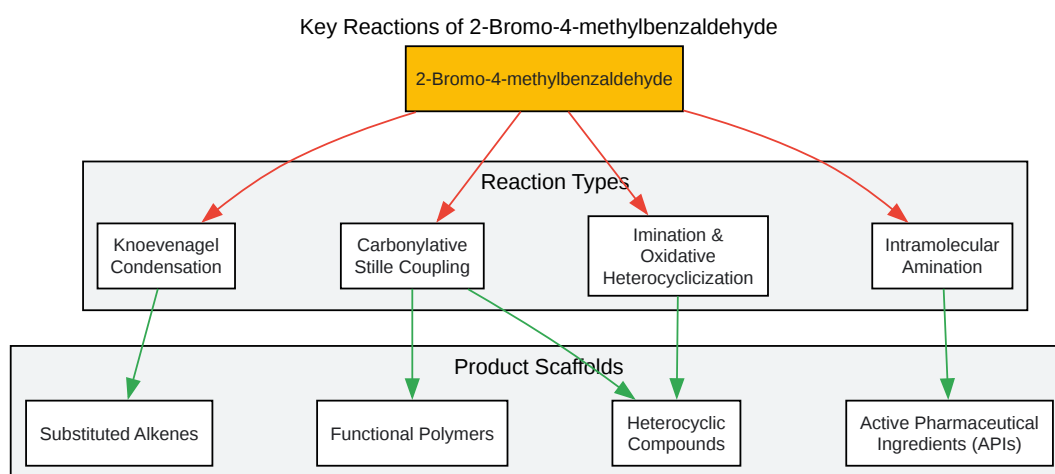 Key Reactions of 2-Bromo-4-methylbenzaldehyde
2-Bromo-4-methylbenzaldehyde
Reaction Types
Knoevenagel
Condensation
Carbonylative
Stille Coupling
Imination &
Oxidative
Heterocyclicization
Intramolecular
Amination
Product Scaffolds
Substituted Alkenes
Functional Polymers
Heterocyclic
Compounds
Active Pharmaceutical
Ingredients (APIs)